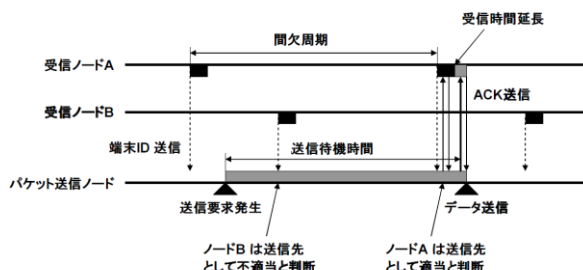 受信時間延長
間欠周期
受信ノードA
ACK送信
受信ノードB
端末ID 送信
送信待機時間
パケット送信ノード
送信要求発生
データ送信
ノードB は送信先
として不適当と判断
ノードA は送信先
として適当と判断